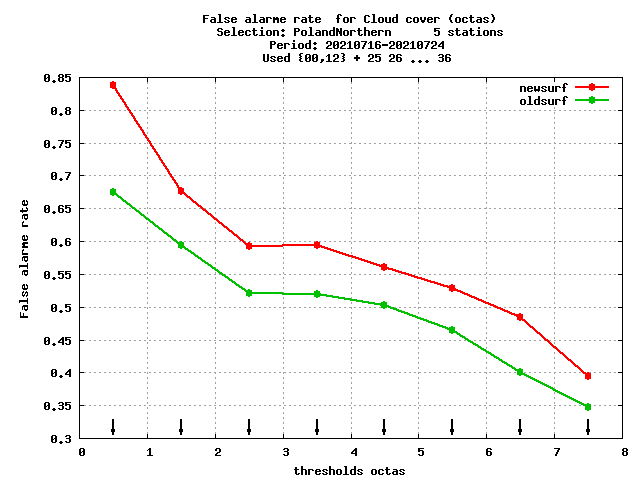 False alarme rate  for Cloud cover (octas)
Selection: PolandNorthern      5 stations
Period: 20210716-20210724
Used {00,12} + 25 26 ... 36
newsurf
oldsurf
0.85
0.8
0.75
0.7
0.65
0.6
0.55
0.5
0.45
0.4
0.35
0.3
False alarme rate
0 1 2 3 4 5 6 7 8
thresholds octas